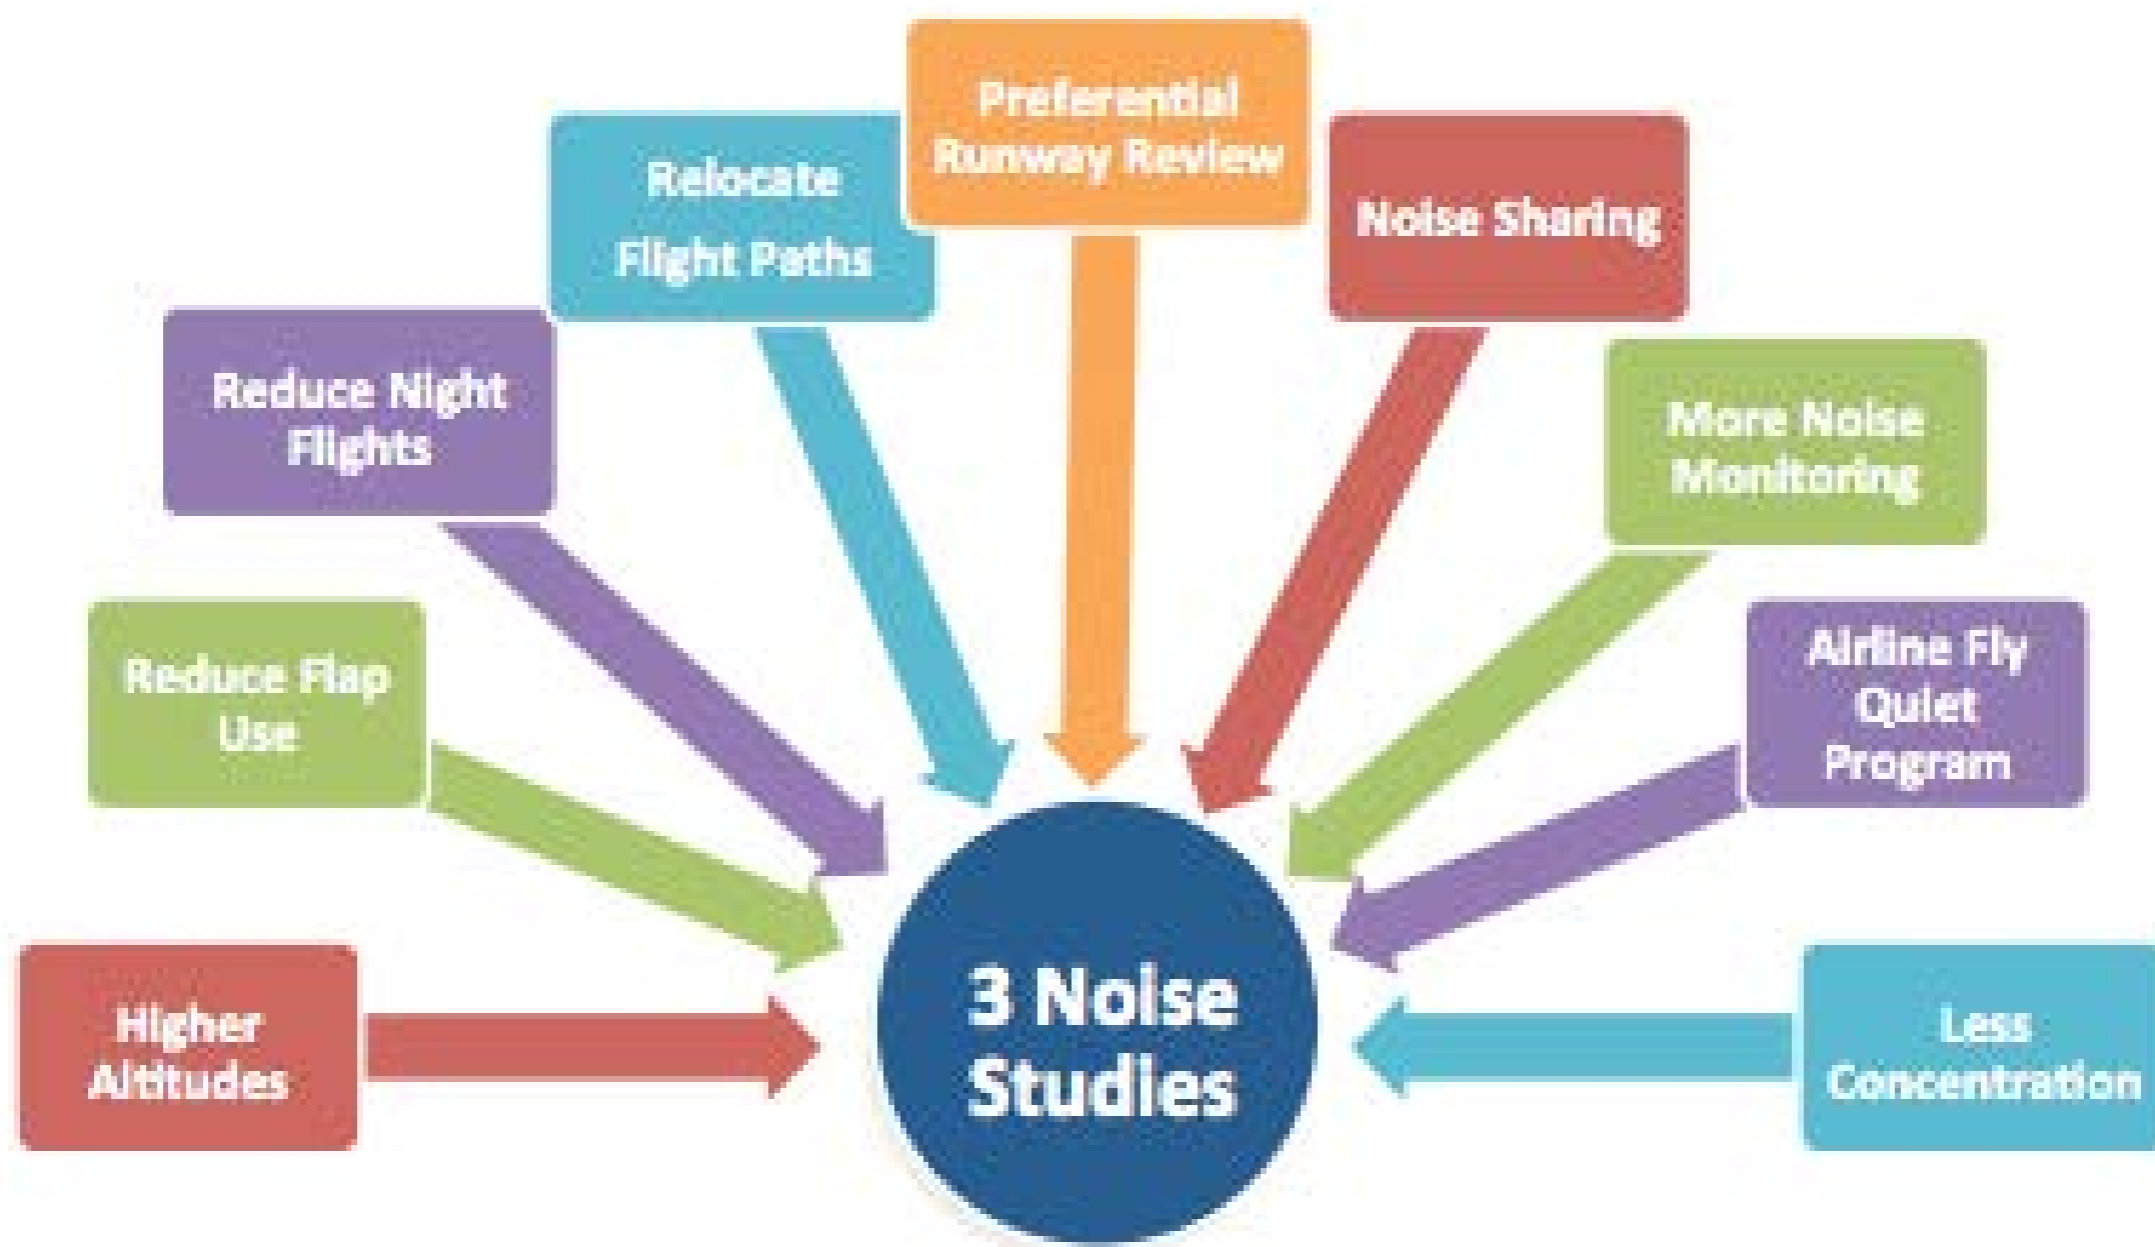 Preferential
Runway Review
Relocate
Flight Paths
Noise Sharing
Reduce Night
Flights
More Noise
Monitoring
Reduce Flap
Use
Airline Fly
Quiet
Program
Higher
Altitudes
3 Noise
Studies
Less
Concentration